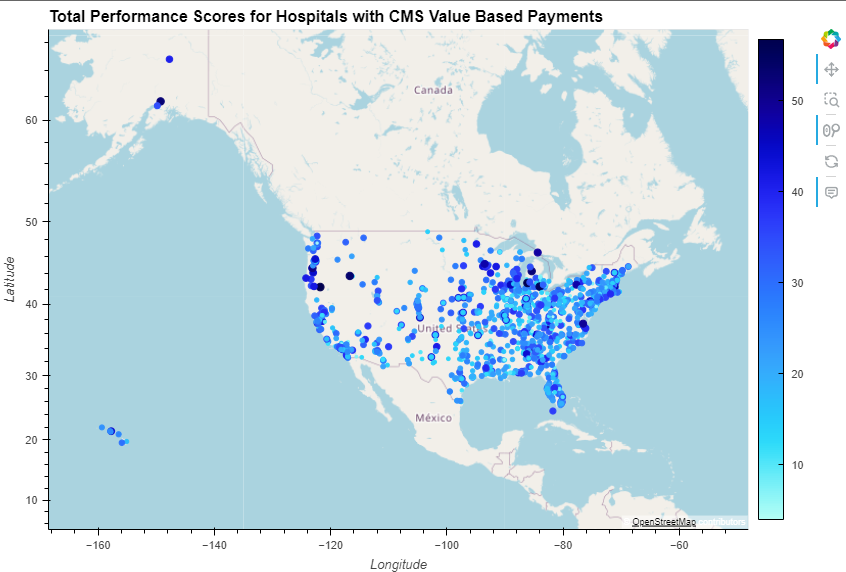 Total Performance Scores for Hospitals with CMS Value Based Payments
Canada
United States
México
OpenStreetMap contributors
60
50
40
30
20
10
Latitude
−160
−140
−120
−100
−80
−60
Longitude
50
40
30
20
10